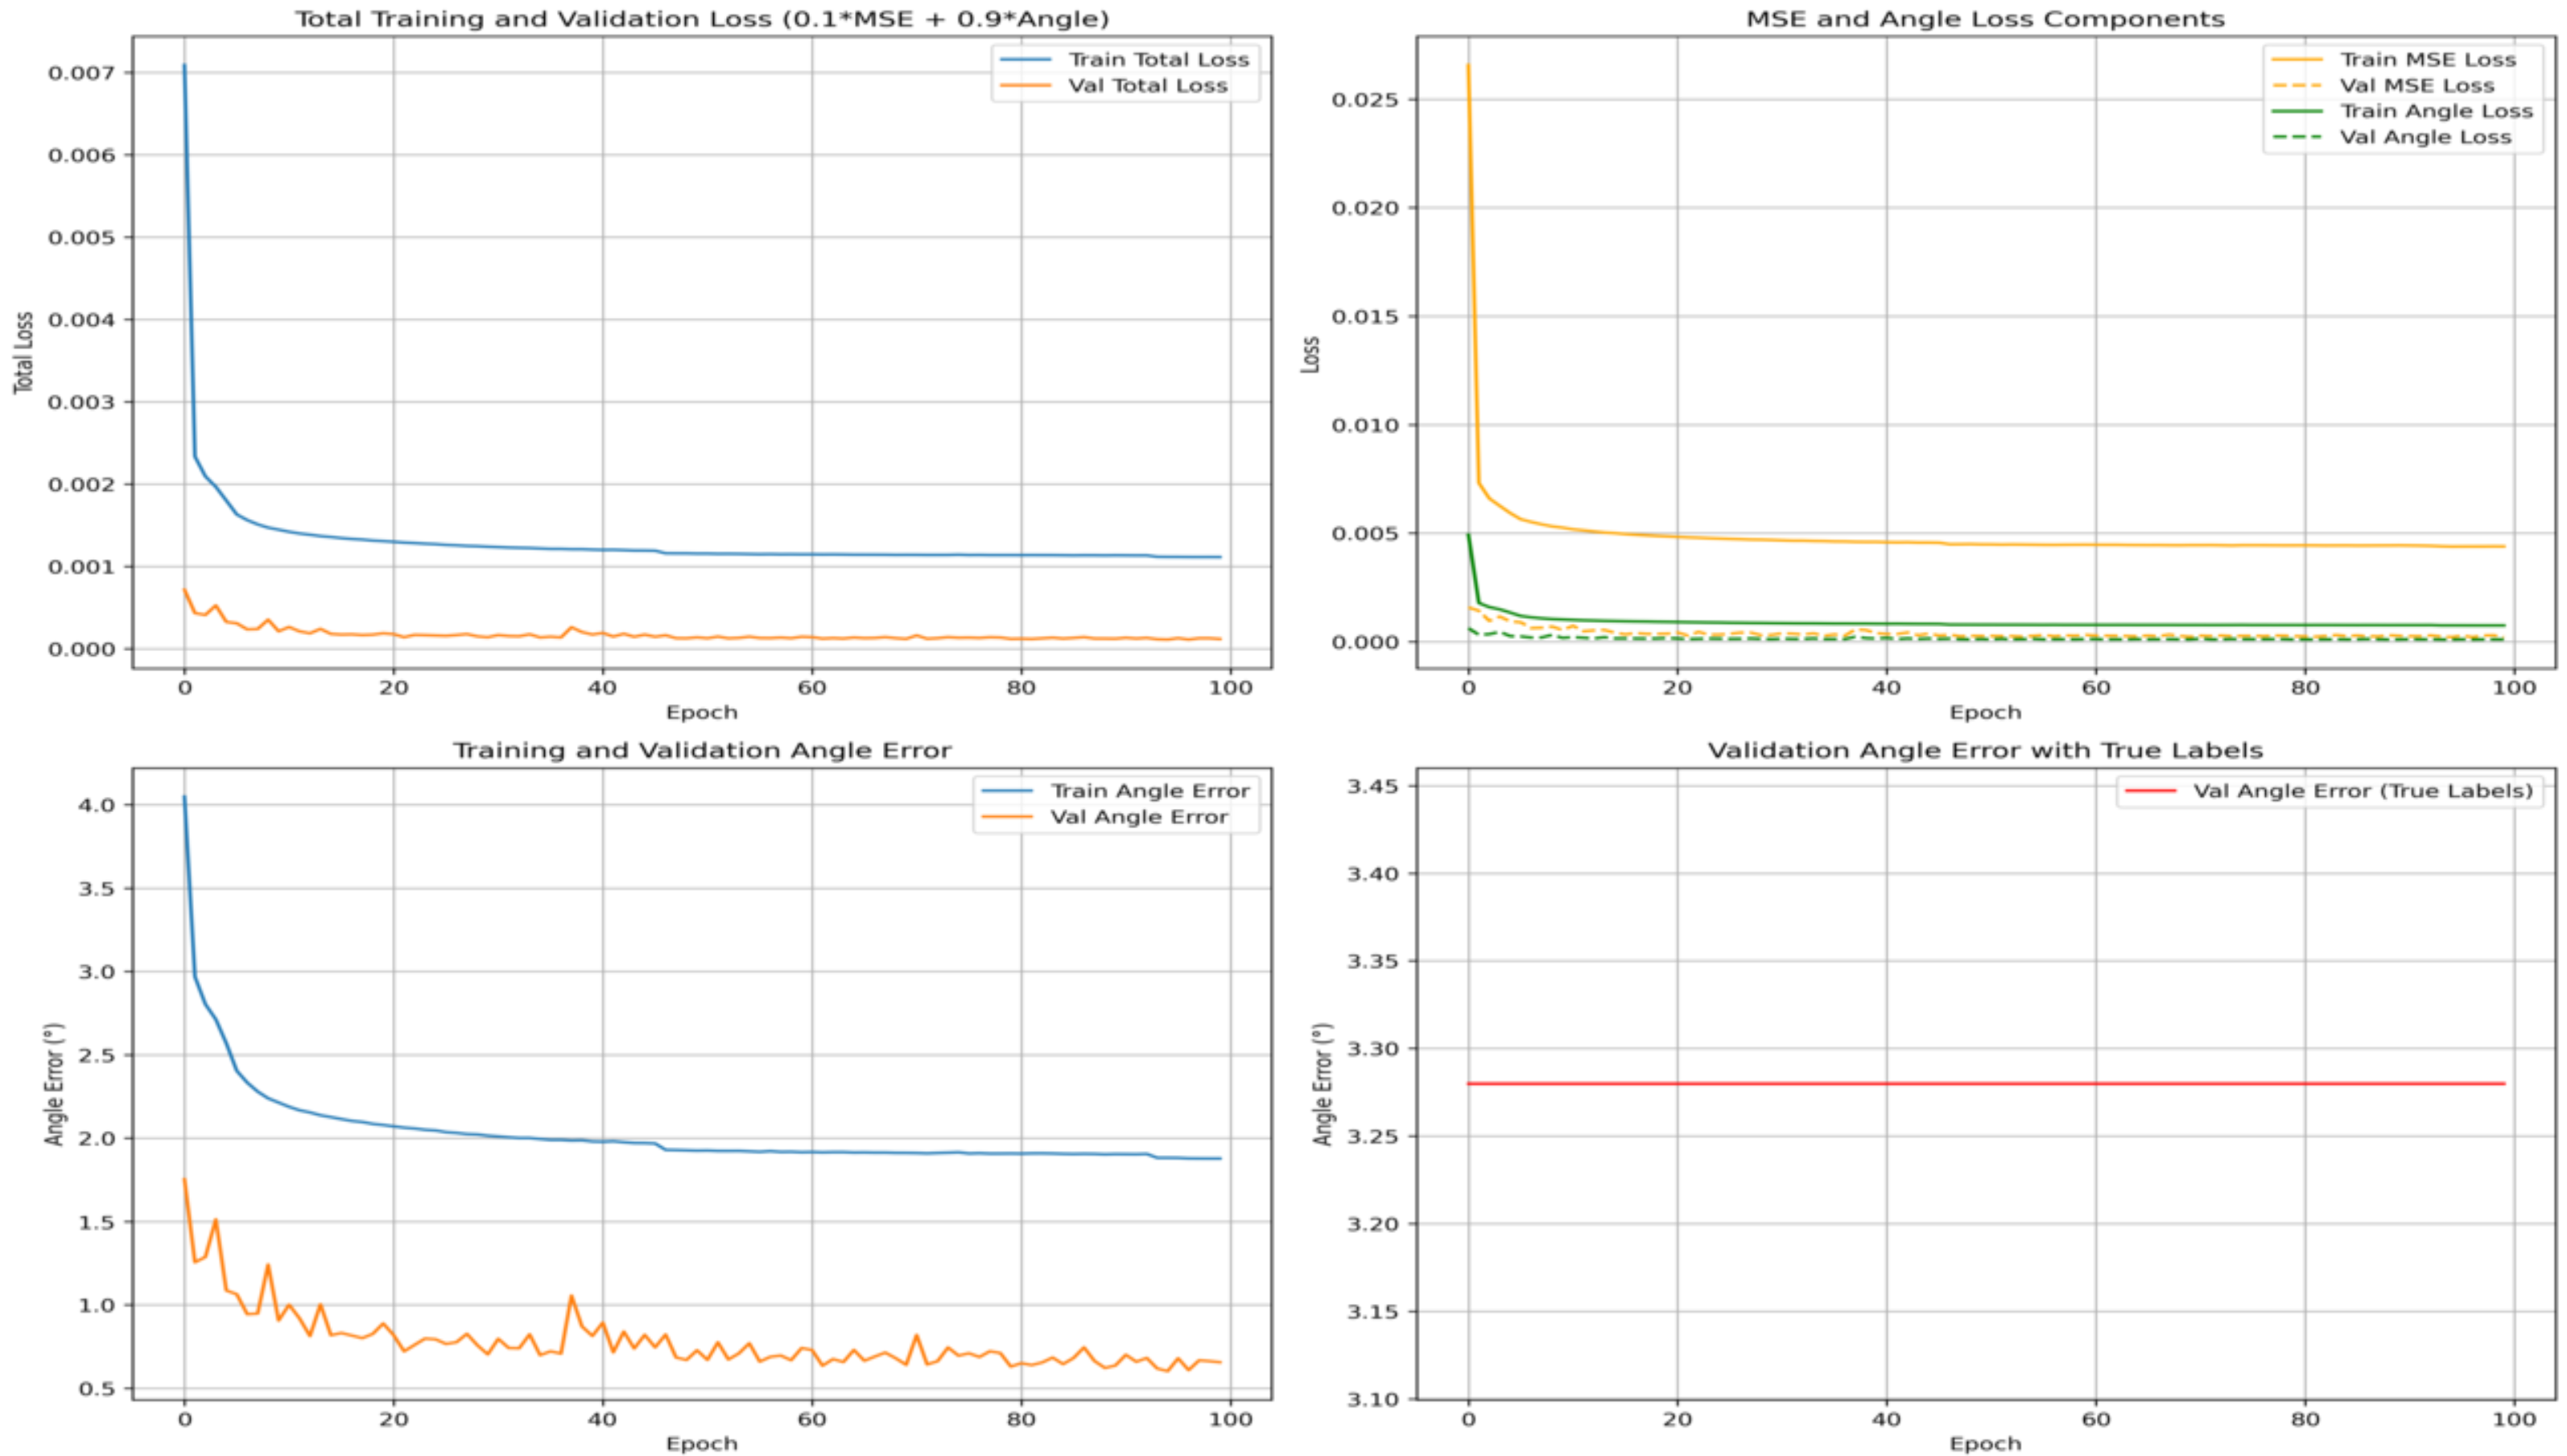 Total Training and Validation Loss (0.1*MSE + 0.9*Angle)
Train Total Loss
Val Total Loss
0.007
0.006
0.005
0.004
0.003
0.002
0.001
0.000
Total Loss
0 20 40 60 80 100
Epoch
MSE and Angle Loss Components
Train MSE Loss
Val MSE Loss
Train Angle Loss
Val Angle Loss
0.025
0.020
0.015
0.010
0.005
0.000
Loss
0 20 40 60 80 100
Epoch
Training and Validation Angle Error
Train Angle Error
Val Angle Error
4.0
3.5
3.0
2.5
2.0
1.5
1.0
0.5
Angle Error (°)
0 20 40 60 80 100
Epoch
Validation Angle Error with True Labels
Val Angle Error (True Labels)
3.45
3.40
3.35
3.30
3.25
3.20
3.15
3.10
Angle Error (°)
0 20 40 60 80 100
Epoch